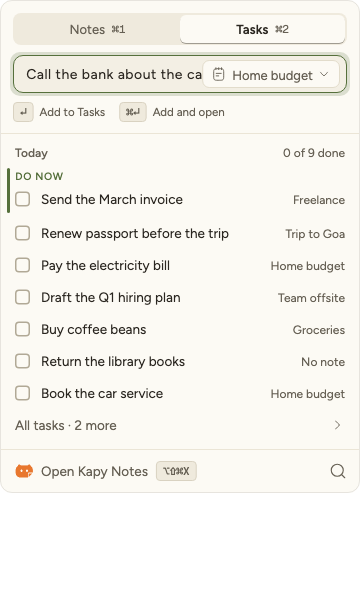 Notes ⌘1 Tasks ⌘2
Call the bank about the ca Home budget
↵ Add to Tasks ⌘↵ Add and open
Today 0 of 9 done
DO NOW
Send the March invoice Freelance
Renew passport before the trip Trip to Goa
Pay the electricity bill Home budget
Draft the Q1 hiring plan Team offsite
Buy coffee beans Groceries
Return the library books No note
Book the car service Home budget
All tasks · 2 more
Open Kapy Notes ⌥⇧⌘X